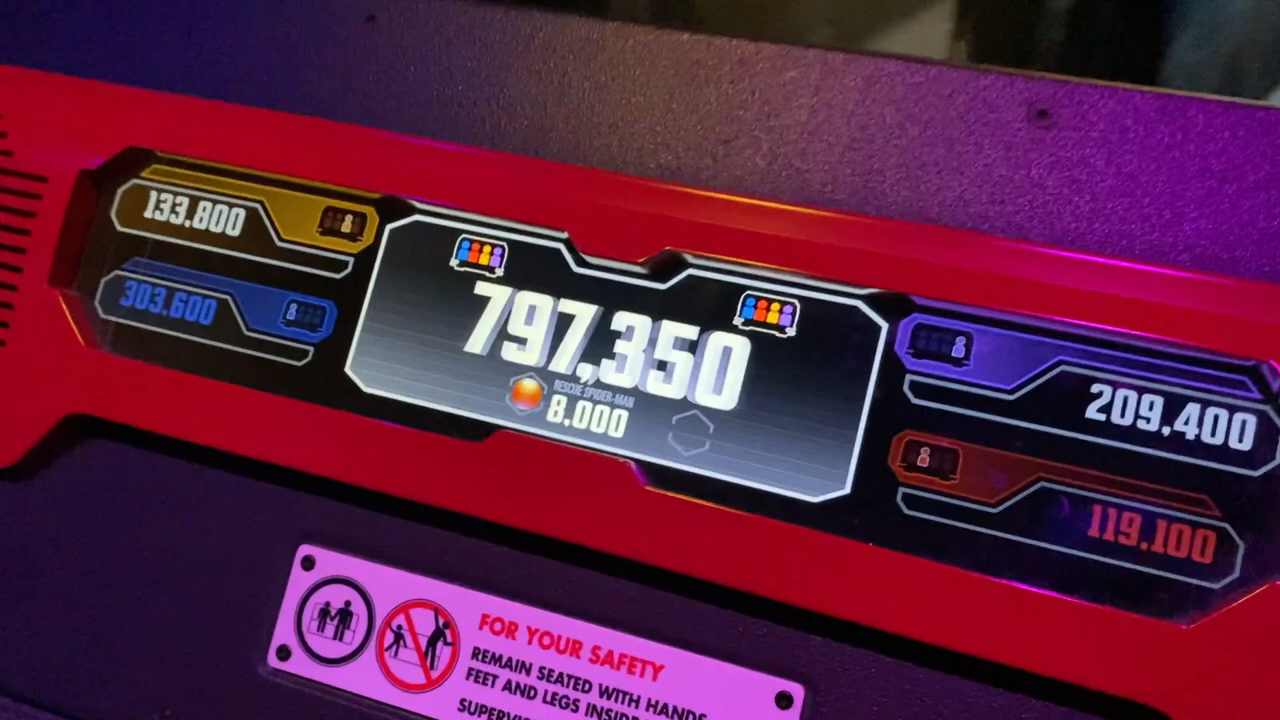 133,800
303,600
797,350
RESCUE SPIDER-MAN
8,000
209,400
119,100
FOR YOUR SAFETY
REMAIN SEATED WITH HANDS
FEET AND LEGS INSIDE